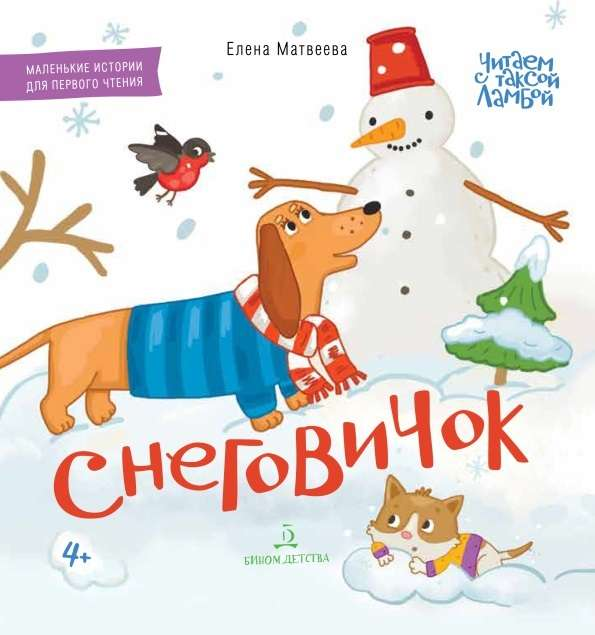 Елена Матвеева
МАЛЕНЬКИЕ ИСТОРИИ
ДЛЯ ПЕРВОГО ЧТЕНИЯ
Читаем
с таксой
Ламбой
Снеговичок
4+
БИНОМ ДЕТСТВА